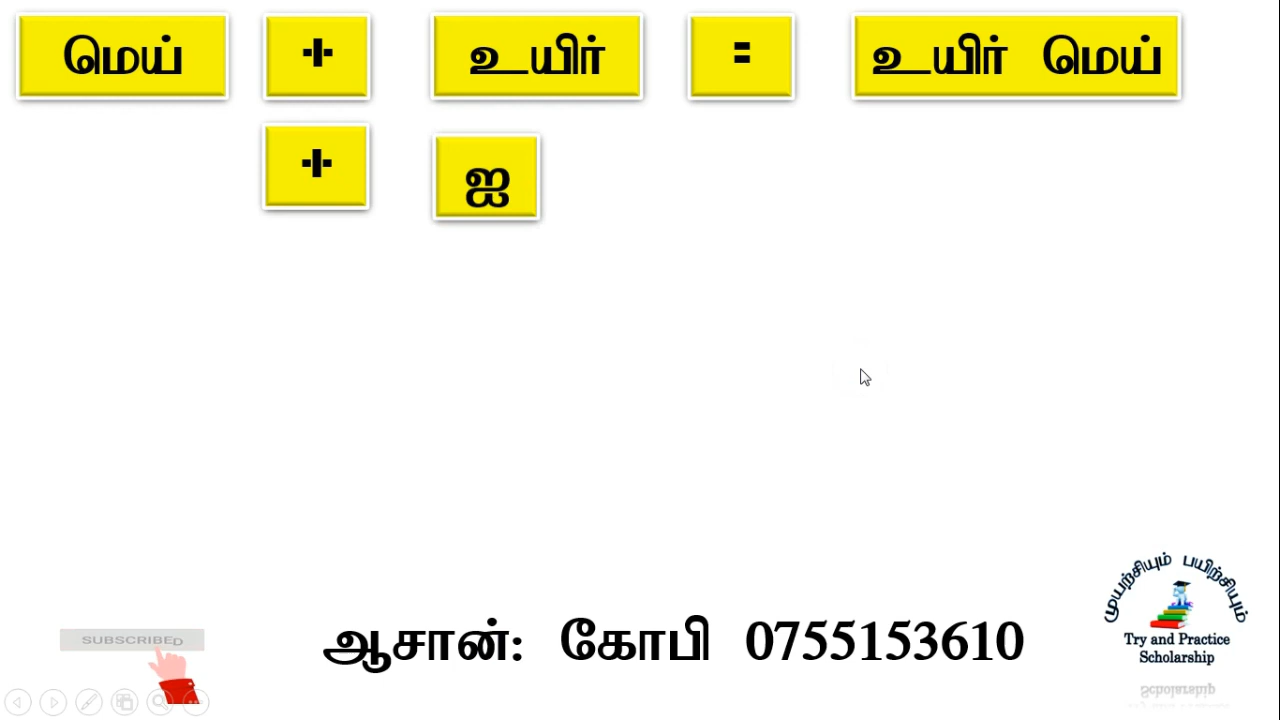 மெய் + உயிர் = உயிர் மெய்
+ ஐ
முயற்சியும் பயிற்சியும்
Try and Practice
Scholarship
SUBSCRIBED
ஆசான்: கோபி 0755153610